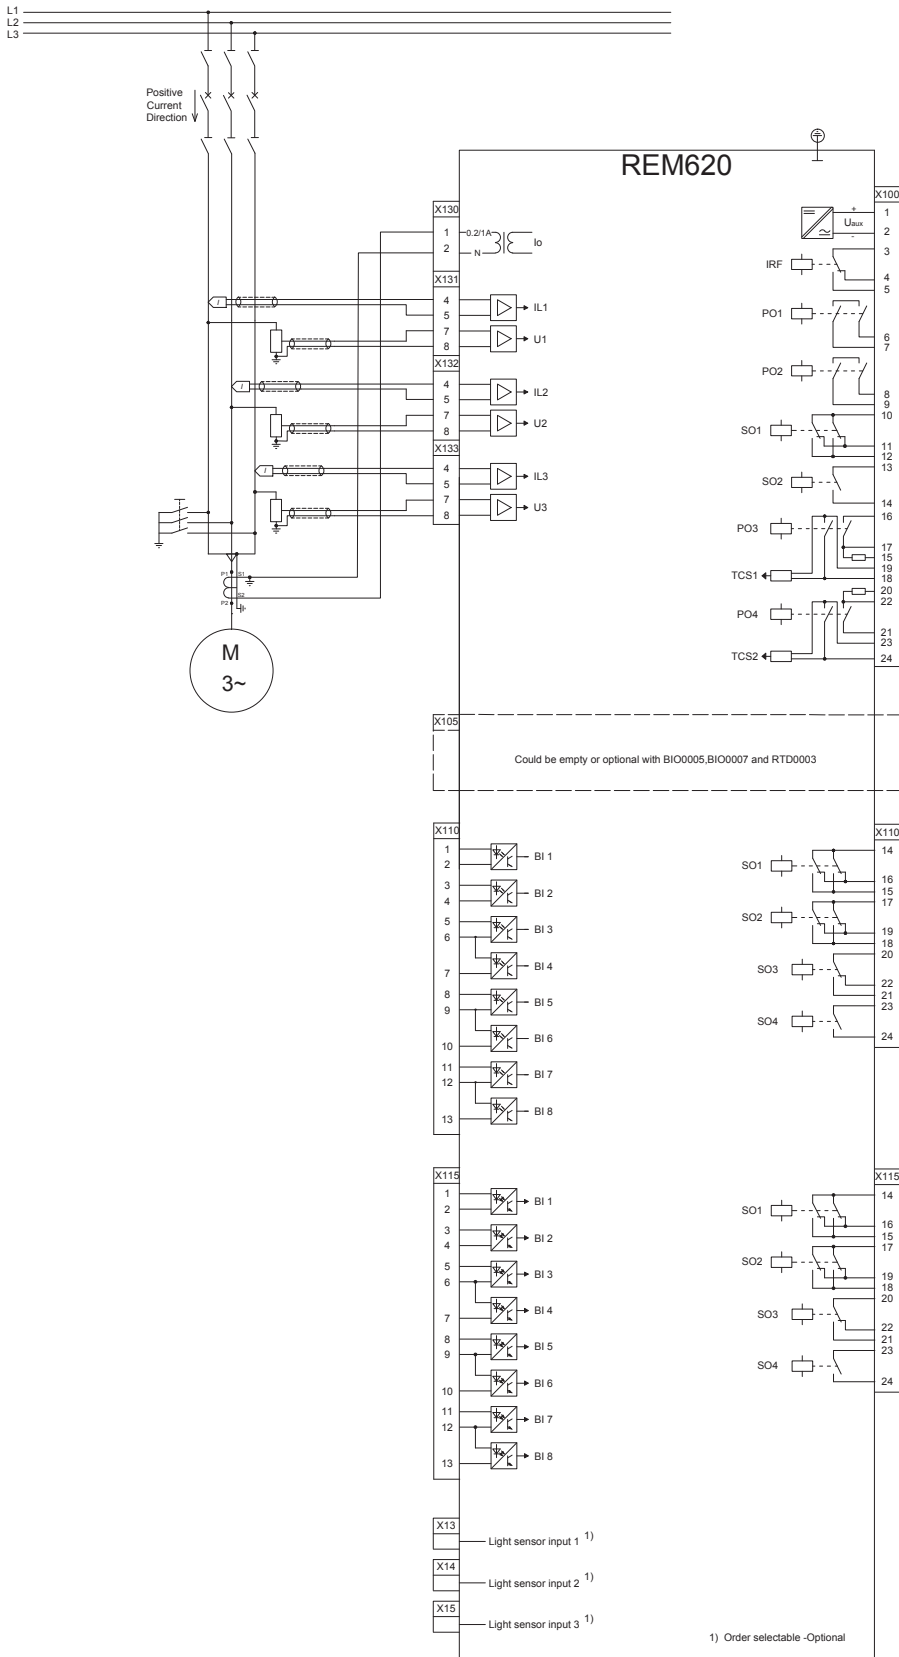 L1
L2
L3
Positive
Current
Direction
REM620
X100
1
+
Uaux
2
-
3
IRF
4
5
PO1
6
7
PO2
8
9
10
SO1
11
12
13
SO2
14
16
PO3
17
15
19
TCS1
18
20
22
PO4
21
23
TCS2
24
X130
1
0.2/1A
2
N
Io
X131
4
5
IL1
7
8
U1
X132
4
5
IL2
7
8
U2
X133
4
5
IL3
7
8
U3
I
I
I
P1
S1
S2
P2
M
3~
X105
Could be empty or optional with BIO0005,BIO0007 and RTD0003
X110
1
2
BI 1
3
4
BI 2
5
6
BI 3
7
BI 4
8
9
BI 5
10
BI 6
11
12
BI 7
13
BI 8
X110
14
SO1
16
15
17
SO2
19
18
20
SO3
22
21
23
SO4
24
X115
1
2
BI 1
3
4
BI 2
5
6
BI 3
7
BI 4
8
9
BI 5
10
BI 6
11
12
BI 7
13
BI 8
X115
14
SO1
16
15
17
SO2
19
18
20
SO3
22
21
23
SO4
24
X13
Light sensor input 1 1)
X14
Light sensor input 2 1)
X15
Light sensor input 3 1)
1) Order selectable -Optional